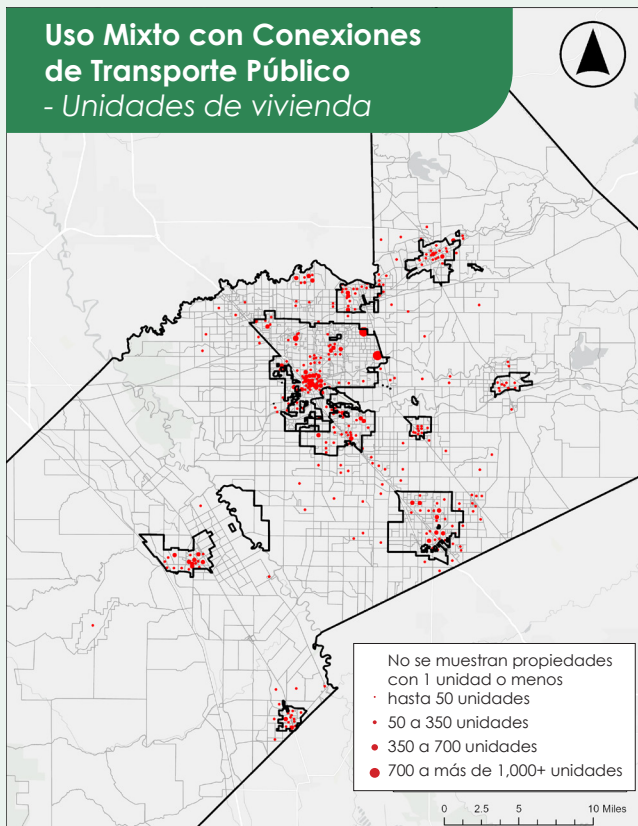 Uso Mixto con Conexiones
de Transporte Público
- Unidades de vivienda
No se muestran propiedades
con 1 unidad o menos
hasta 50 unidades
50 a 350 unidades
350 a 700 unidades
700 a más de 1,000+ unidades
0 2.5 5 10 Miles